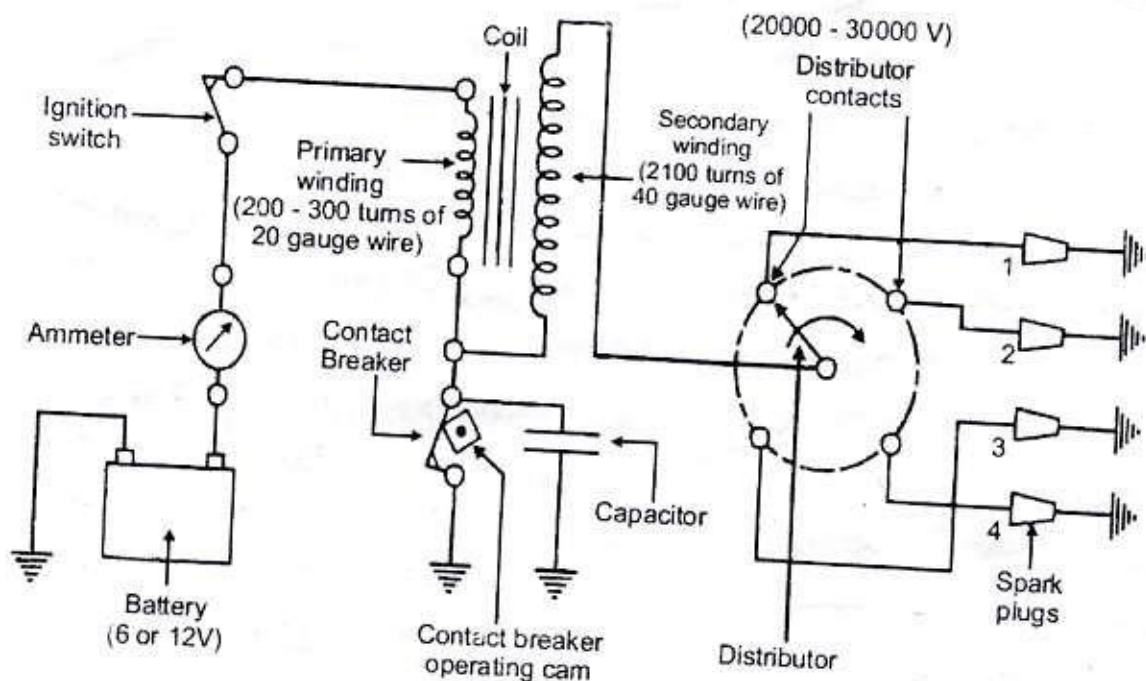 Coil
(20000 - 30000 V)
Distributor
contacts
Ignition
switch
Primary
winding
(200 - 300 turns of
20 gauge wire)
Secondary
winding
(2100 turns of
40 gauge wire)
1
Ammeter
Contact
Breaker
2
3
Capacitor
4
Spark
plugs
Battery
(6 or 12V)
Contact breaker
operating cam
Distributor